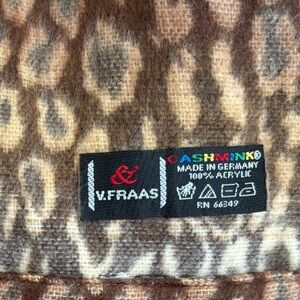 &
V.FRAAS
CASHMINK®
MADE IN GERMANY
100% ACRYLIC
RN 66349